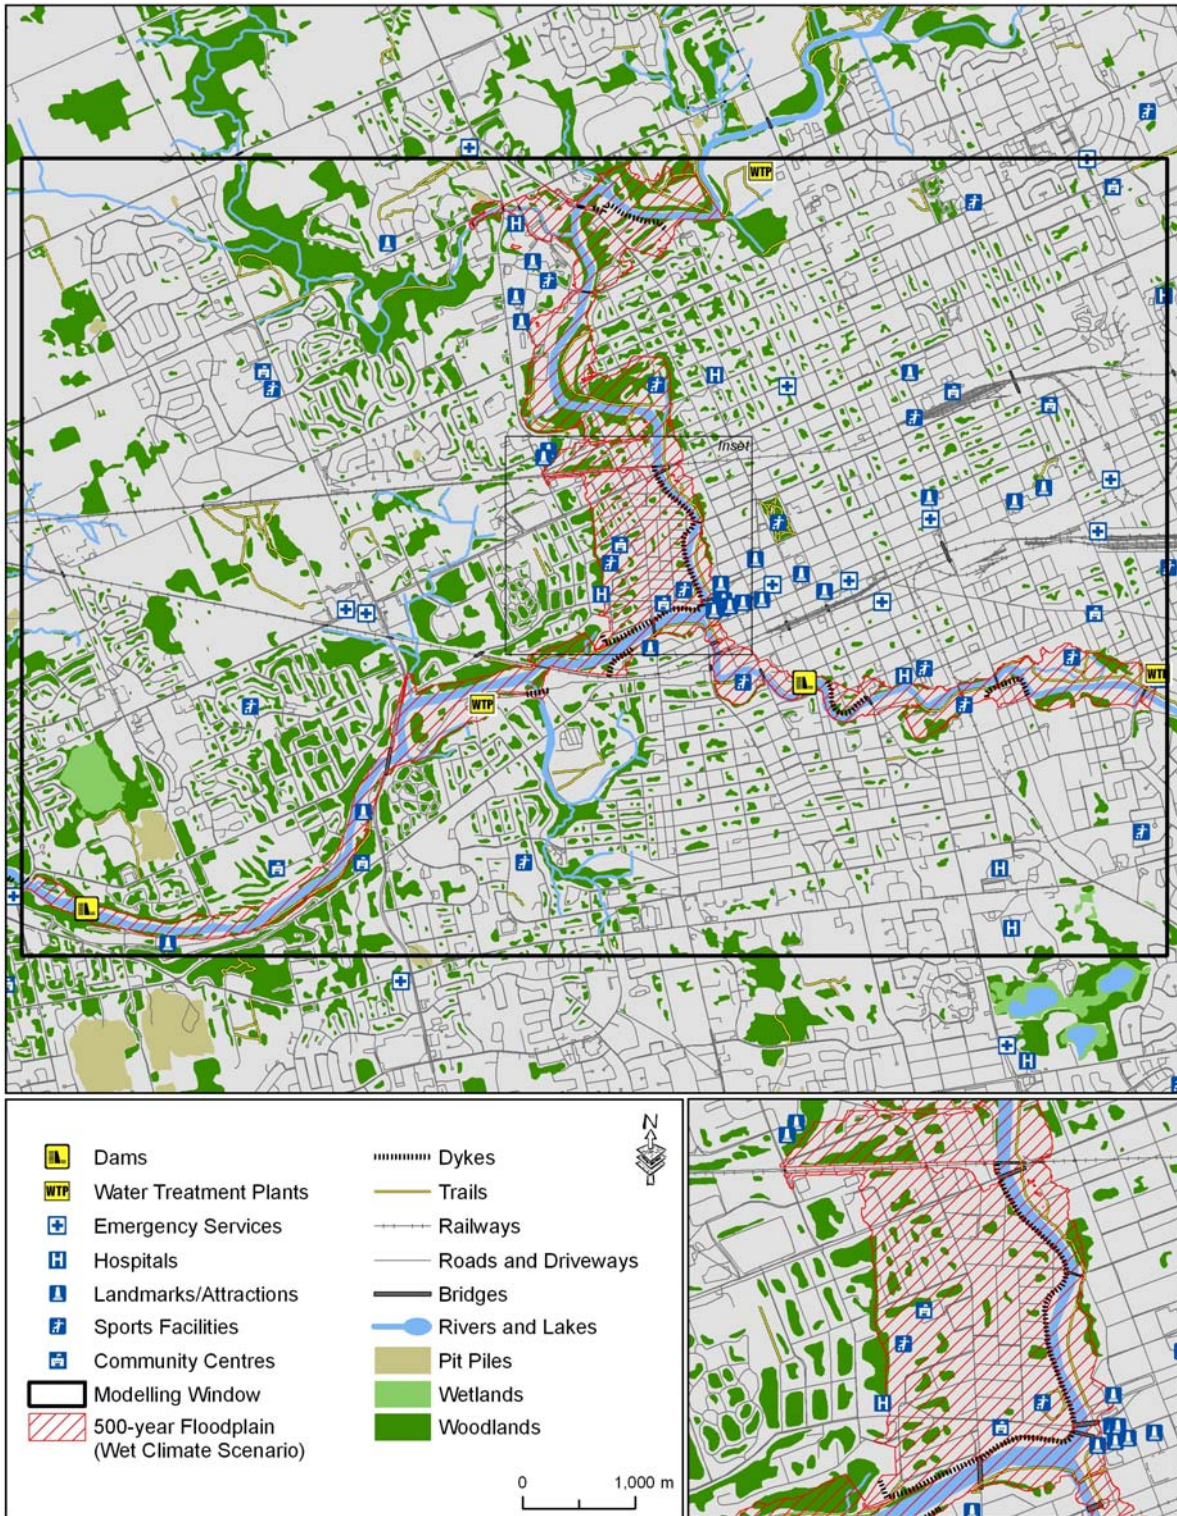 WTP
Inset
WTP
WTP
N
Dams
Dykes
WTP Water Treatment Plants
Trails
Emergency Services
Railways
H Hospitals
Roads and Driveways
Landmarks/Attractions
Bridges
Sports Facilities
Rivers and Lakes
Community Centres
Pit Piles
Modelling Window
Wetlands
500-year Floodplain
(Wet Climate Scenario)
Woodlands
0 1,000 m